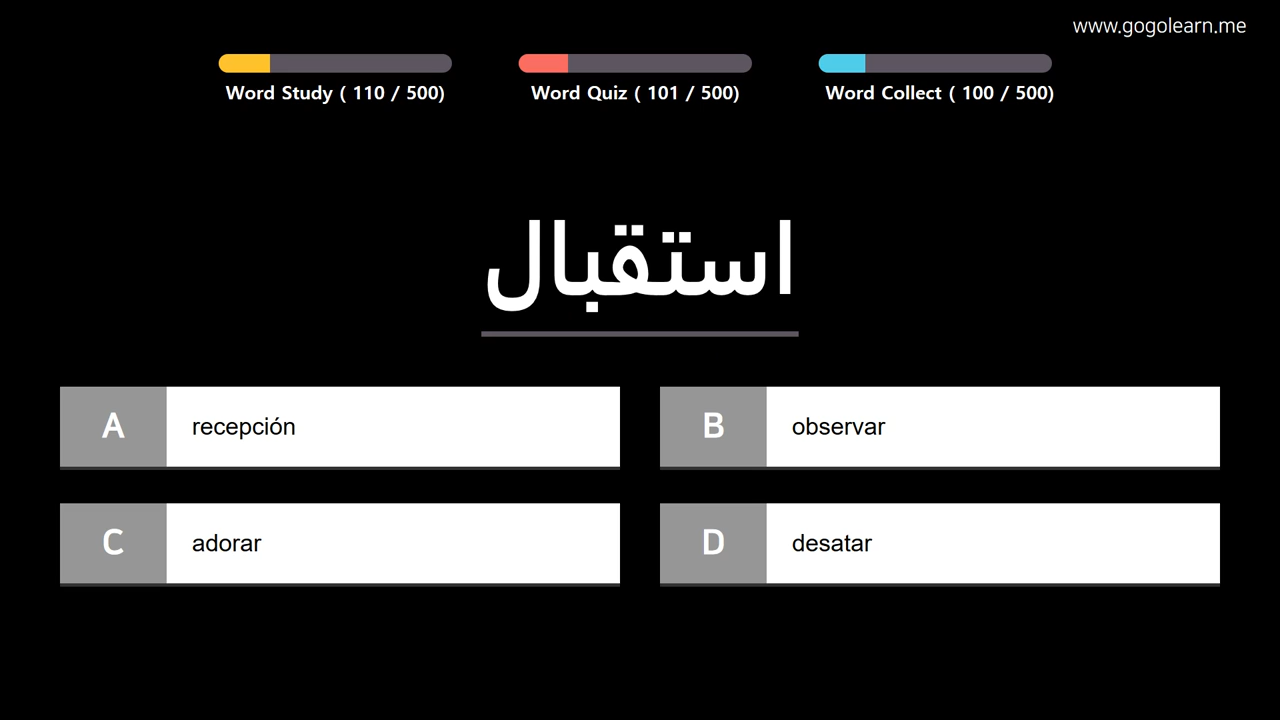 www.gogolearn.me
Word Study ( 110 / 500)
Word Quiz ( 101 / 500)
Word Collect ( 100 / 500)
استقبال
A recepción
B observar
C adorar
D desatar